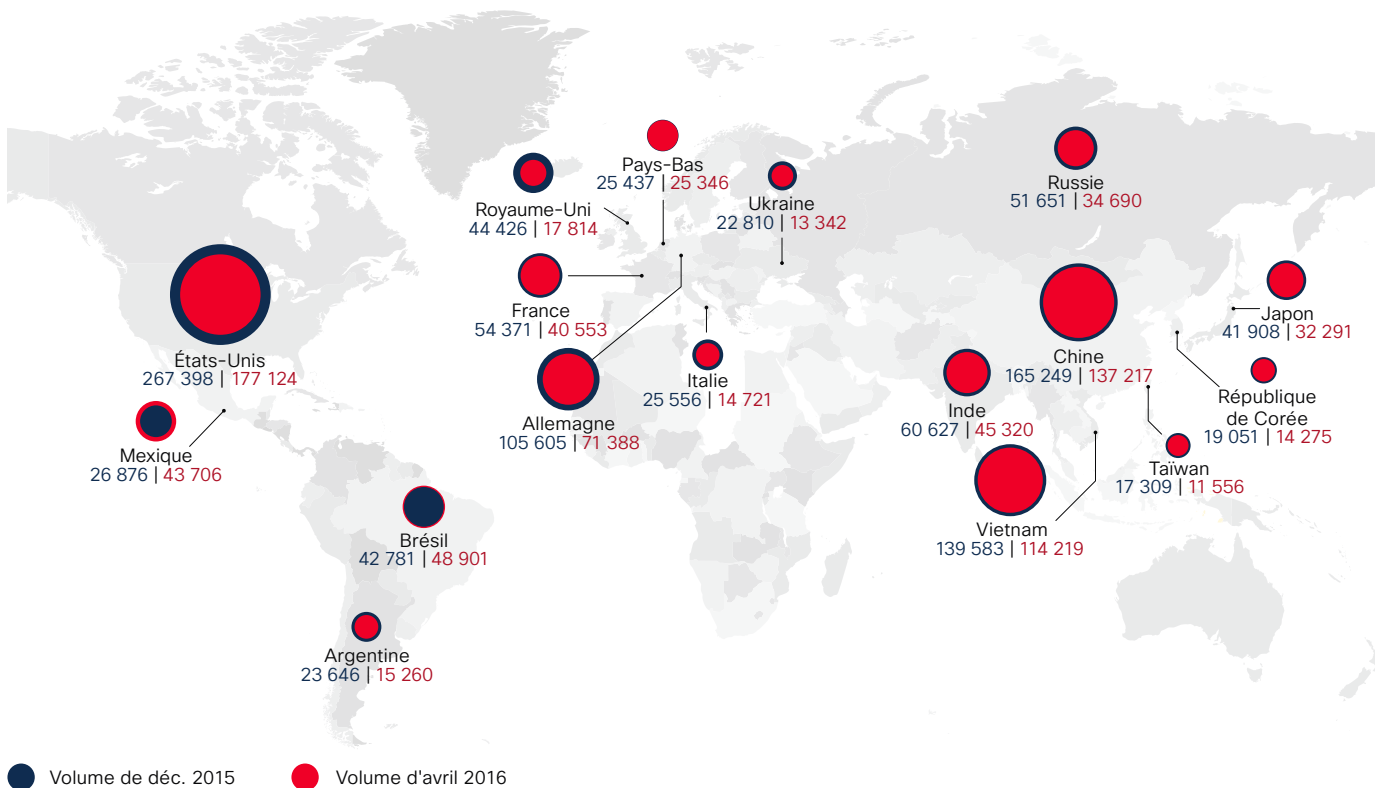 Pays-Bas
25 437 | 25 346
Royaume-Uni
44 426 | 17 814
Ukraine
22 810 | 13 342
Russie
51 651 | 34 690
France
54 371 | 40 553
États-Unis
267 398 | 177 124
Allemagne
105 605 | 71 388
Italie
25 556 | 14 721
Chine
165 249 | 137 217
Japon
41 908 | 32 291
Inde
60 627 | 45 320
République
de Corée
19 051 | 14 275
Mexique
26 876 | 43 706
Taïwan
17 309 | 11 556
Vietnam
139 583 | 114 219
Brésil
42 781 | 48 901
Argentine
23 646 | 15 260
Volume de déc. 2015
Volume d'avril 2016